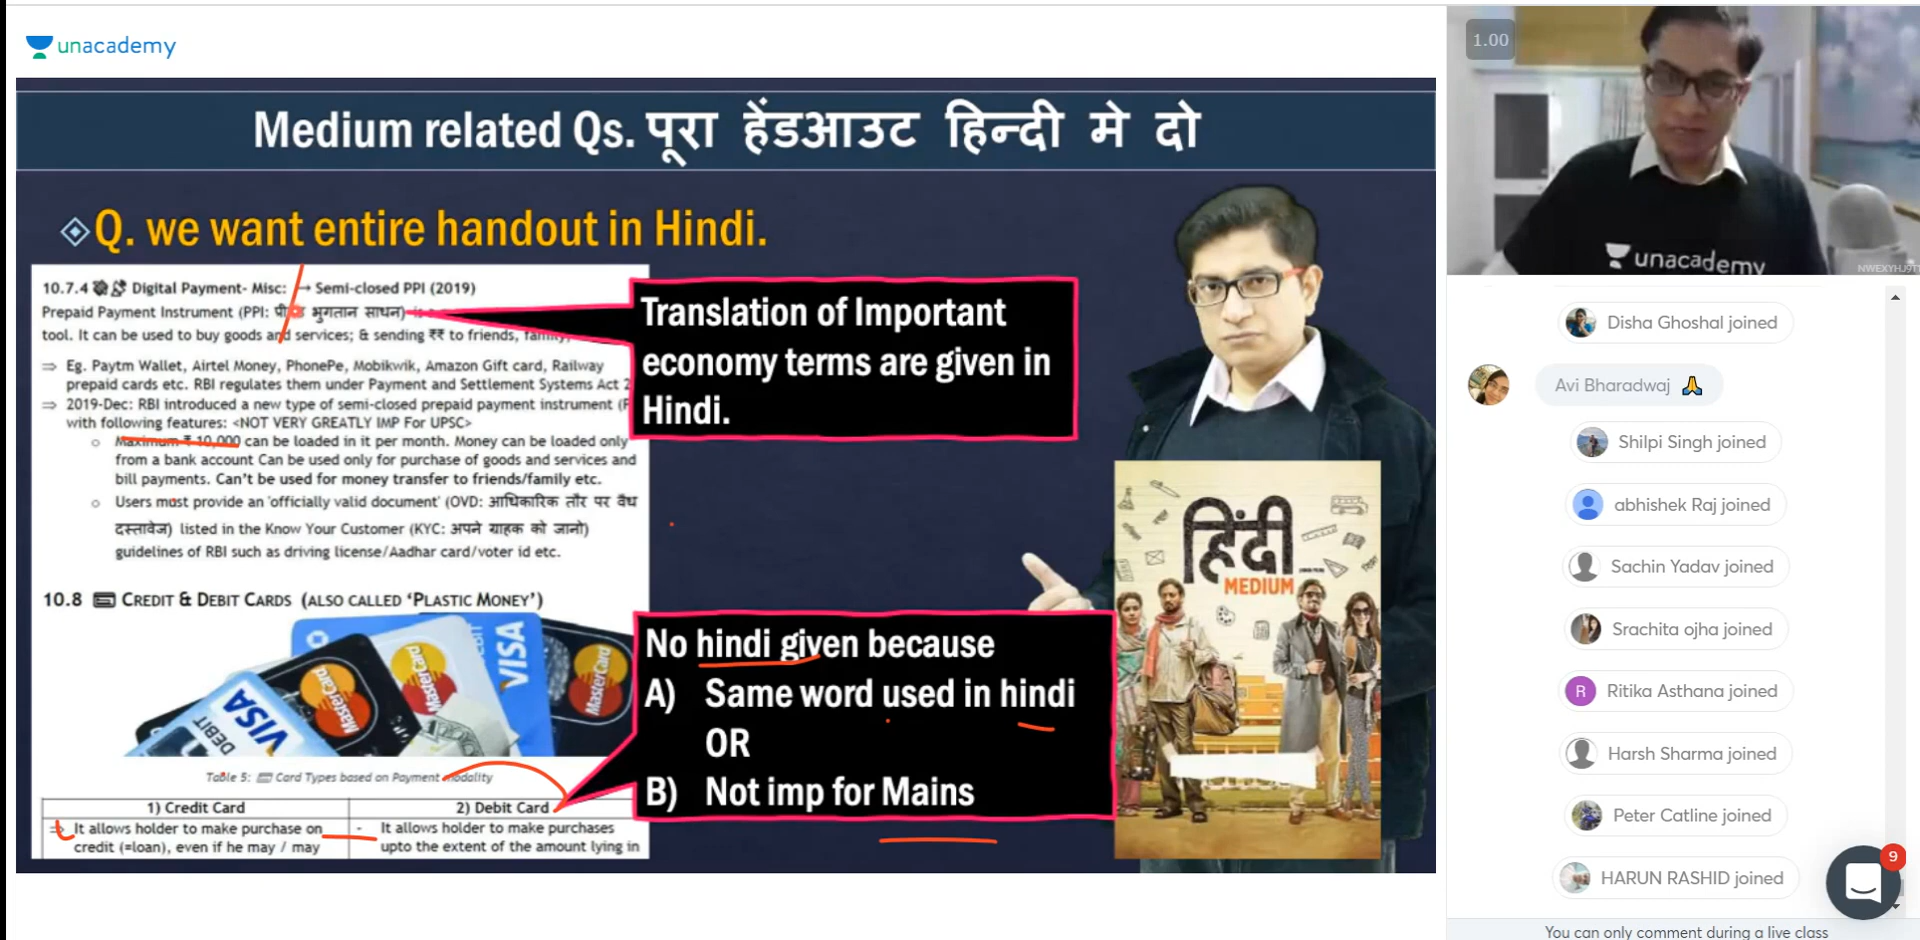 unacademy
Medium related Qs. पूरा हेंडआउट हिन्दी मे दो
Q. we want entire handout in Hindi.
10.7.4 Digital Payment- Misc: → Semi-closed PPI (2019)
Prepaid Payment Instrument (PPI: भुगतान साधन)
tool. It can be used to buy goods and services; & sending ₹₹ to friends, family,
⇒ Eg. Paytm Wallet, Airtel Money, PhonePe, Mobikwik, Amazon Gift card, Railway
prepaid cards etc. RBI regulates them under Payment and Settlement Systems Act 2
⇒ 2019-Dec: RBI introduced a new type of semi-closed prepaid payment instrument (P
with following features: <NOT VERY GREATLY IMP For UPSC>
o Maximum ₹ 10,000 can be loaded in it per month. Money can be loaded only
from a bank account Can be used only for purchase of goods and services and
bill payments. Can't be used for money transfer to friends/family etc.
o Users must provide an 'officially valid document' (OVD: आधिकारिक तौर पर वैध
दस्तावेज) listed in the Know Your Customer (KYC: अपने ग्राहक को जानो)
guidelines of RBI such as driving license/Aadhar card/voter id etc.
10.8 CREDIT & DEBIT CARDS (ALSO CALLED 'PLASTIC MONEY')
VISA
DEBIT
MasterCard
MasterCard
VISA
MasterCard
Table 5: Card Types based on Payment modality
1) Credit Card
2) Debit Card
⇒ It allows holder to make purchase on
credit (=loan), even if he may / may
- It allows holder to make purchases
upto the extent of the amount lying in
Translation of Important
economy terms are given in
Hindi.
No hindi given because
A) Same word used in hindi
OR
B) Not imp for Mains
हिंदी
MEDIUM
1.00
unacademy
Disha Ghoshal joined
Avi Bharadwaj 🙏
Shilpi Singh joined
abhishek Raj joined
Sachin Yadav joined
Srachita ojha joined
R Ritika Asthana joined
Harsh Sharma joined
Peter Catline joined
HARUN RASHID joined
9
You can only comment during a live class